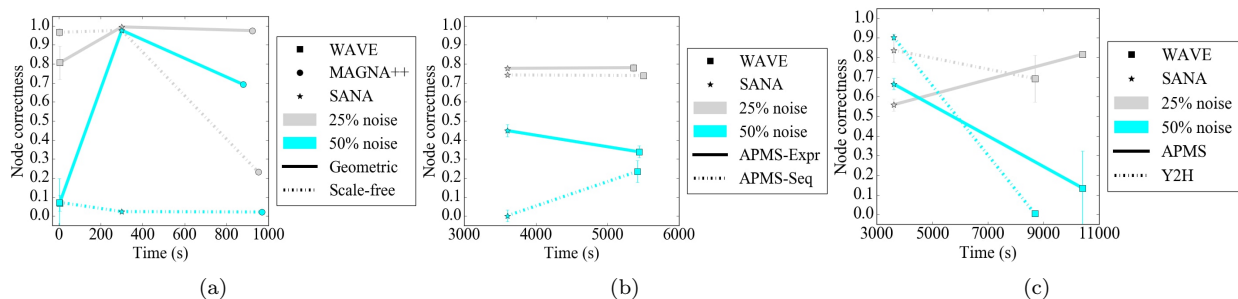 Node correctness
1.0
0.9
0.8
0.7
0.6
0.5
0.4
0.3
0.2
0.1
0.0
0 200 400 600 800 1000
Time (s)
WAVE
MAGNA++
SANA
25% noise
50% noise
Geometric
Scale-free
(a)
Node correctness
1.0
0.9
0.8
0.7
0.6
0.5
0.4
0.3
0.2
0.1
0.0
3000 4000 5000 6000
Time (s)
WAVE
SANA
25% noise
50% noise
APMS-Expr
APMS-Seq
(b)
Node correctness
1.0
0.9
0.8
0.7
0.6
0.5
0.4
0.3
0.2
0.1
0.0
3000 5000 7000 9000 11000
Time (s)
WAVE
SANA
25% noise
50% noise
APMS
Y2H
(c)